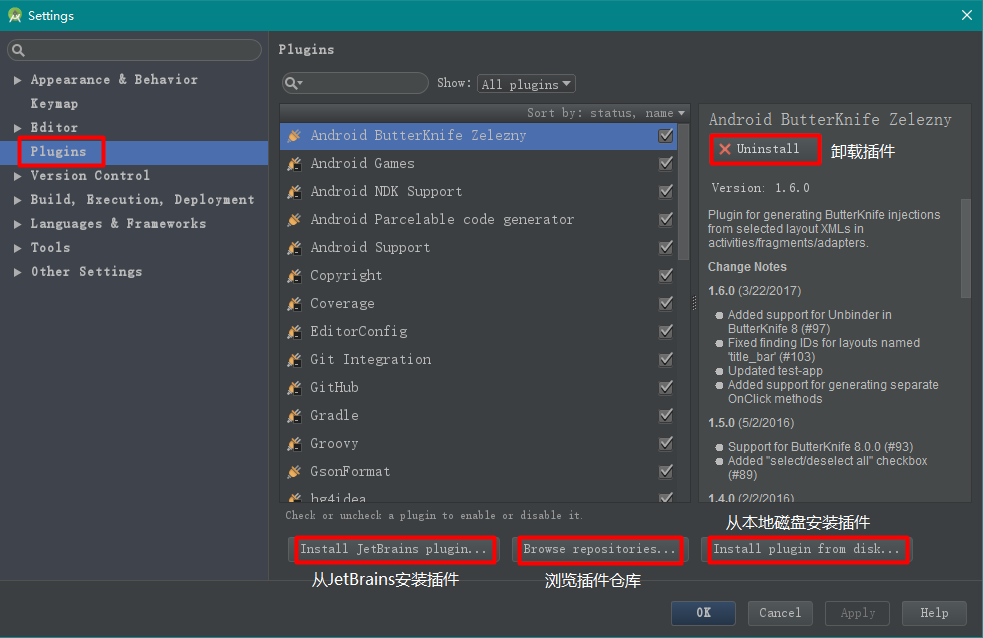 Settings
Appearance & Behavior
Keymap
Editor
Plugins
Version Control
Build, Execution, Deployment
Languages & Frameworks
Tools
Other Settings
Plugins
Show: All plugins
Sort by: status, name
Android ButterKnife Zelezny
Android Games
Android NDK Support
Android Parcelable code generator
Android Support
Copyright
Coverage
EditorConfig
Git Integration
GitHub
Gradle
Groovy
GsonFormat
hg4idea
Check or uncheck a plugin to enable or disable it.
Android ButterKnife Zelezny
Uninstall 卸载插件
Version: 1.6.0
Plugin for generating ButterKnife injections
from selected layout XMLs in
activities/fragments/adapters.
Change Notes
1.6.0 (3/22/2017)
Added support for Unbinder in
ButterKnife 8 (#97)
Fixed finding IDs for layouts named
'title_bar' (#103)
Updated test-app
Added support for generating separate
OnClick methods
1.5.0 (5/2/2016)
Support for ButterKnife 8.0.0 (#93)
Added "select/deselect all" checkbox
(#89)
1.4.0 (2/2/2016)
从本地磁盘安装插件
Install JetBrains plugin... Browse repositories... Install plugin from disk...
从JetBrains安装插件 浏览插件仓库
OK Cancel Apply Help